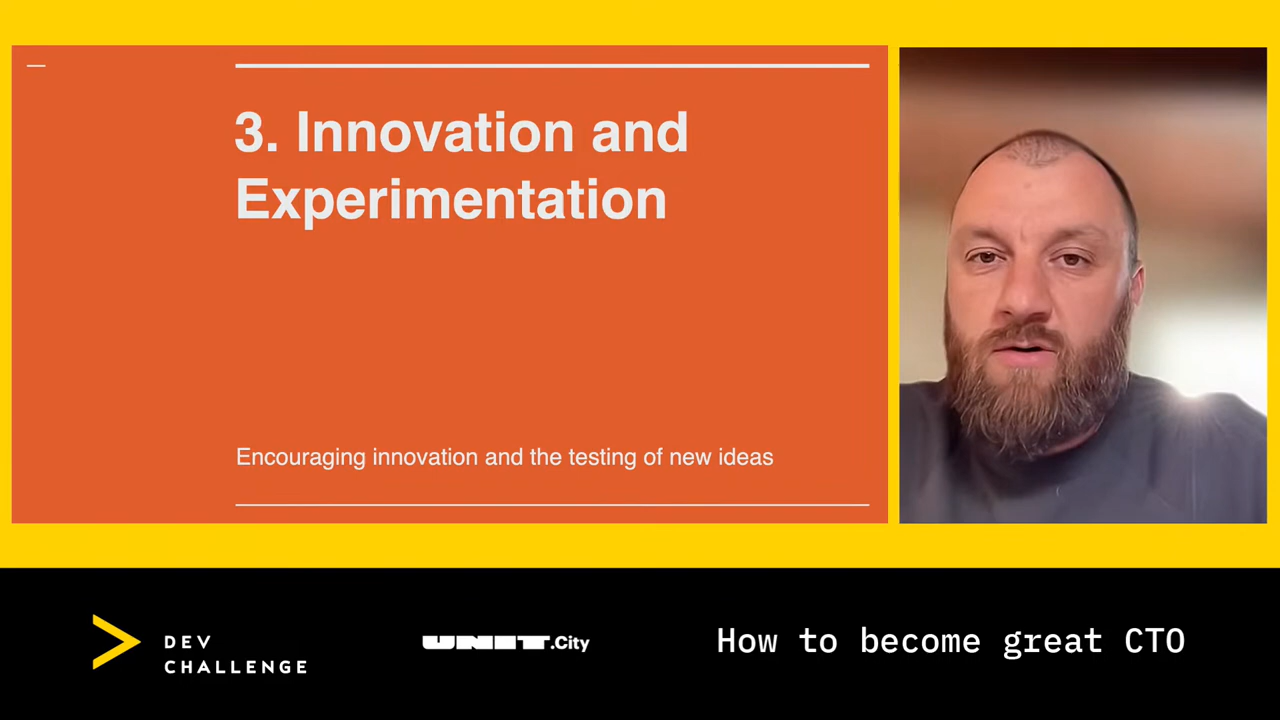 3. Innovation and
Experimentation
Encouraging innovation and the testing of new ideas
DEV
CHALLENGE
UNIT.City
How to become great CTO